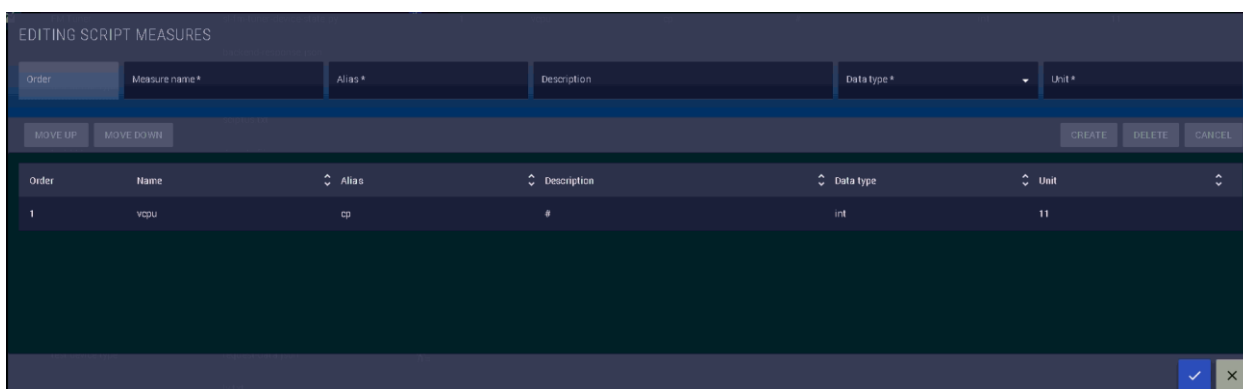 EDITING SCRIPT MEASURES
Order Measure name* Alias* Description Data type* Unit*
MOVE UP MOVE DOWN CREATE DELETE CANCEL
Order Name Alias Description Data type Unit
1 vcpu cp # int 11